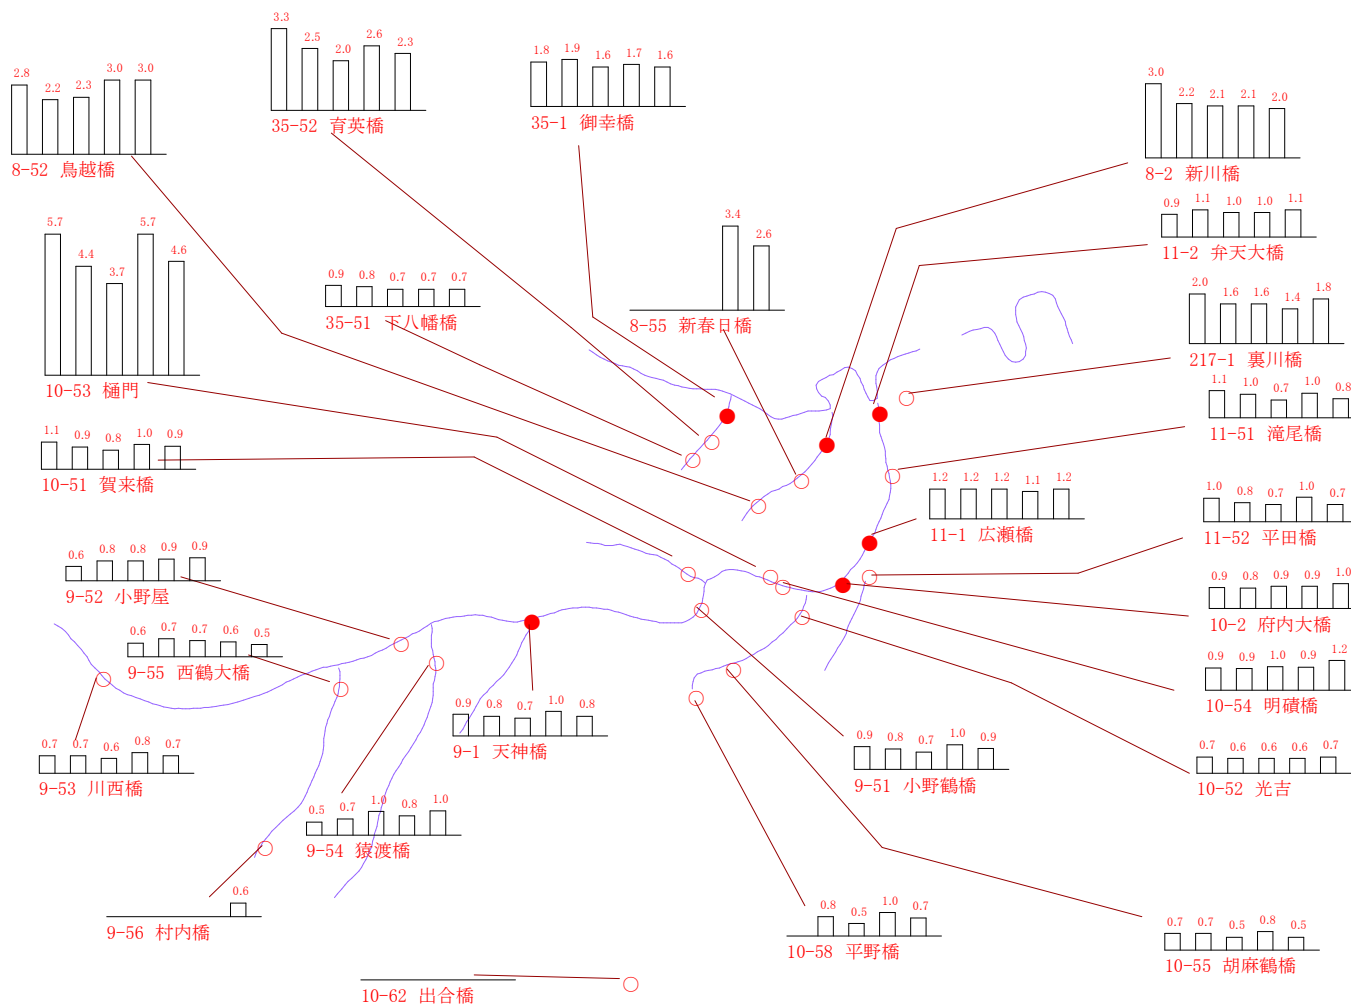 3.3 2.5 2.0 2.6 2.3
35-52 育英橋
1.8 1.9 1.6 1.7 1.6
35-1 御幸橋
2.8 2.2 2.3 3.0 3.0
8-52 鳥越橋
3.0 2.2 2.1 2.1 2.0
8-2 新川橋
0.9 1.1 1.0 1.0 1.1
11-2 弁天大橋
5.7 4.4 3.7 5.7 4.6
10-53 樋門
0.9 0.8 0.7 0.7 0.7
35-51 下八幡橋
3.4 2.6
8-55 新春日橋
2.0 1.6 1.6 1.4 1.8
217-1 裏川橋
1.1 1.0 0.7 1.0 0.8
11-51 滝尾橋
1.1 0.9 0.8 1.0 0.9
10-51 賀来橋
1.2 1.2 1.2 1.1 1.2
11-1 広瀬橋
1.0 0.8 0.7 1.0 0.7
11-52 平田橋
0.6 0.8 0.8 0.9 0.9
9-52 小野屋
0.9 0.8 0.9 0.9 1.0
10-2 府内大橋
0.6 0.7 0.7 0.6 0.5
9-55 西鶴大橋
0.9 0.9 1.0 0.9 1.2
10-54 明磧橋
0.9 0.8 0.7 1.0 0.8
9-1 天神橋
0.9 0.8 0.7 1.0 0.9
9-51 小野鶴橋
0.7 0.7 0.6 0.8 0.7
9-53 川西橋
0.7 0.6 0.6 0.6 0.7
10-52 光吉
0.5 0.7 1.0 0.8 1.0
9-54 猿渡橋
0.6
9-56 村内橋
0.8 0.5 1.0 0.7
10-58 平野橋
0.7 0.7 0.5 0.8 0.5
10-55 胡麻鶴橋
10-62 出合橋